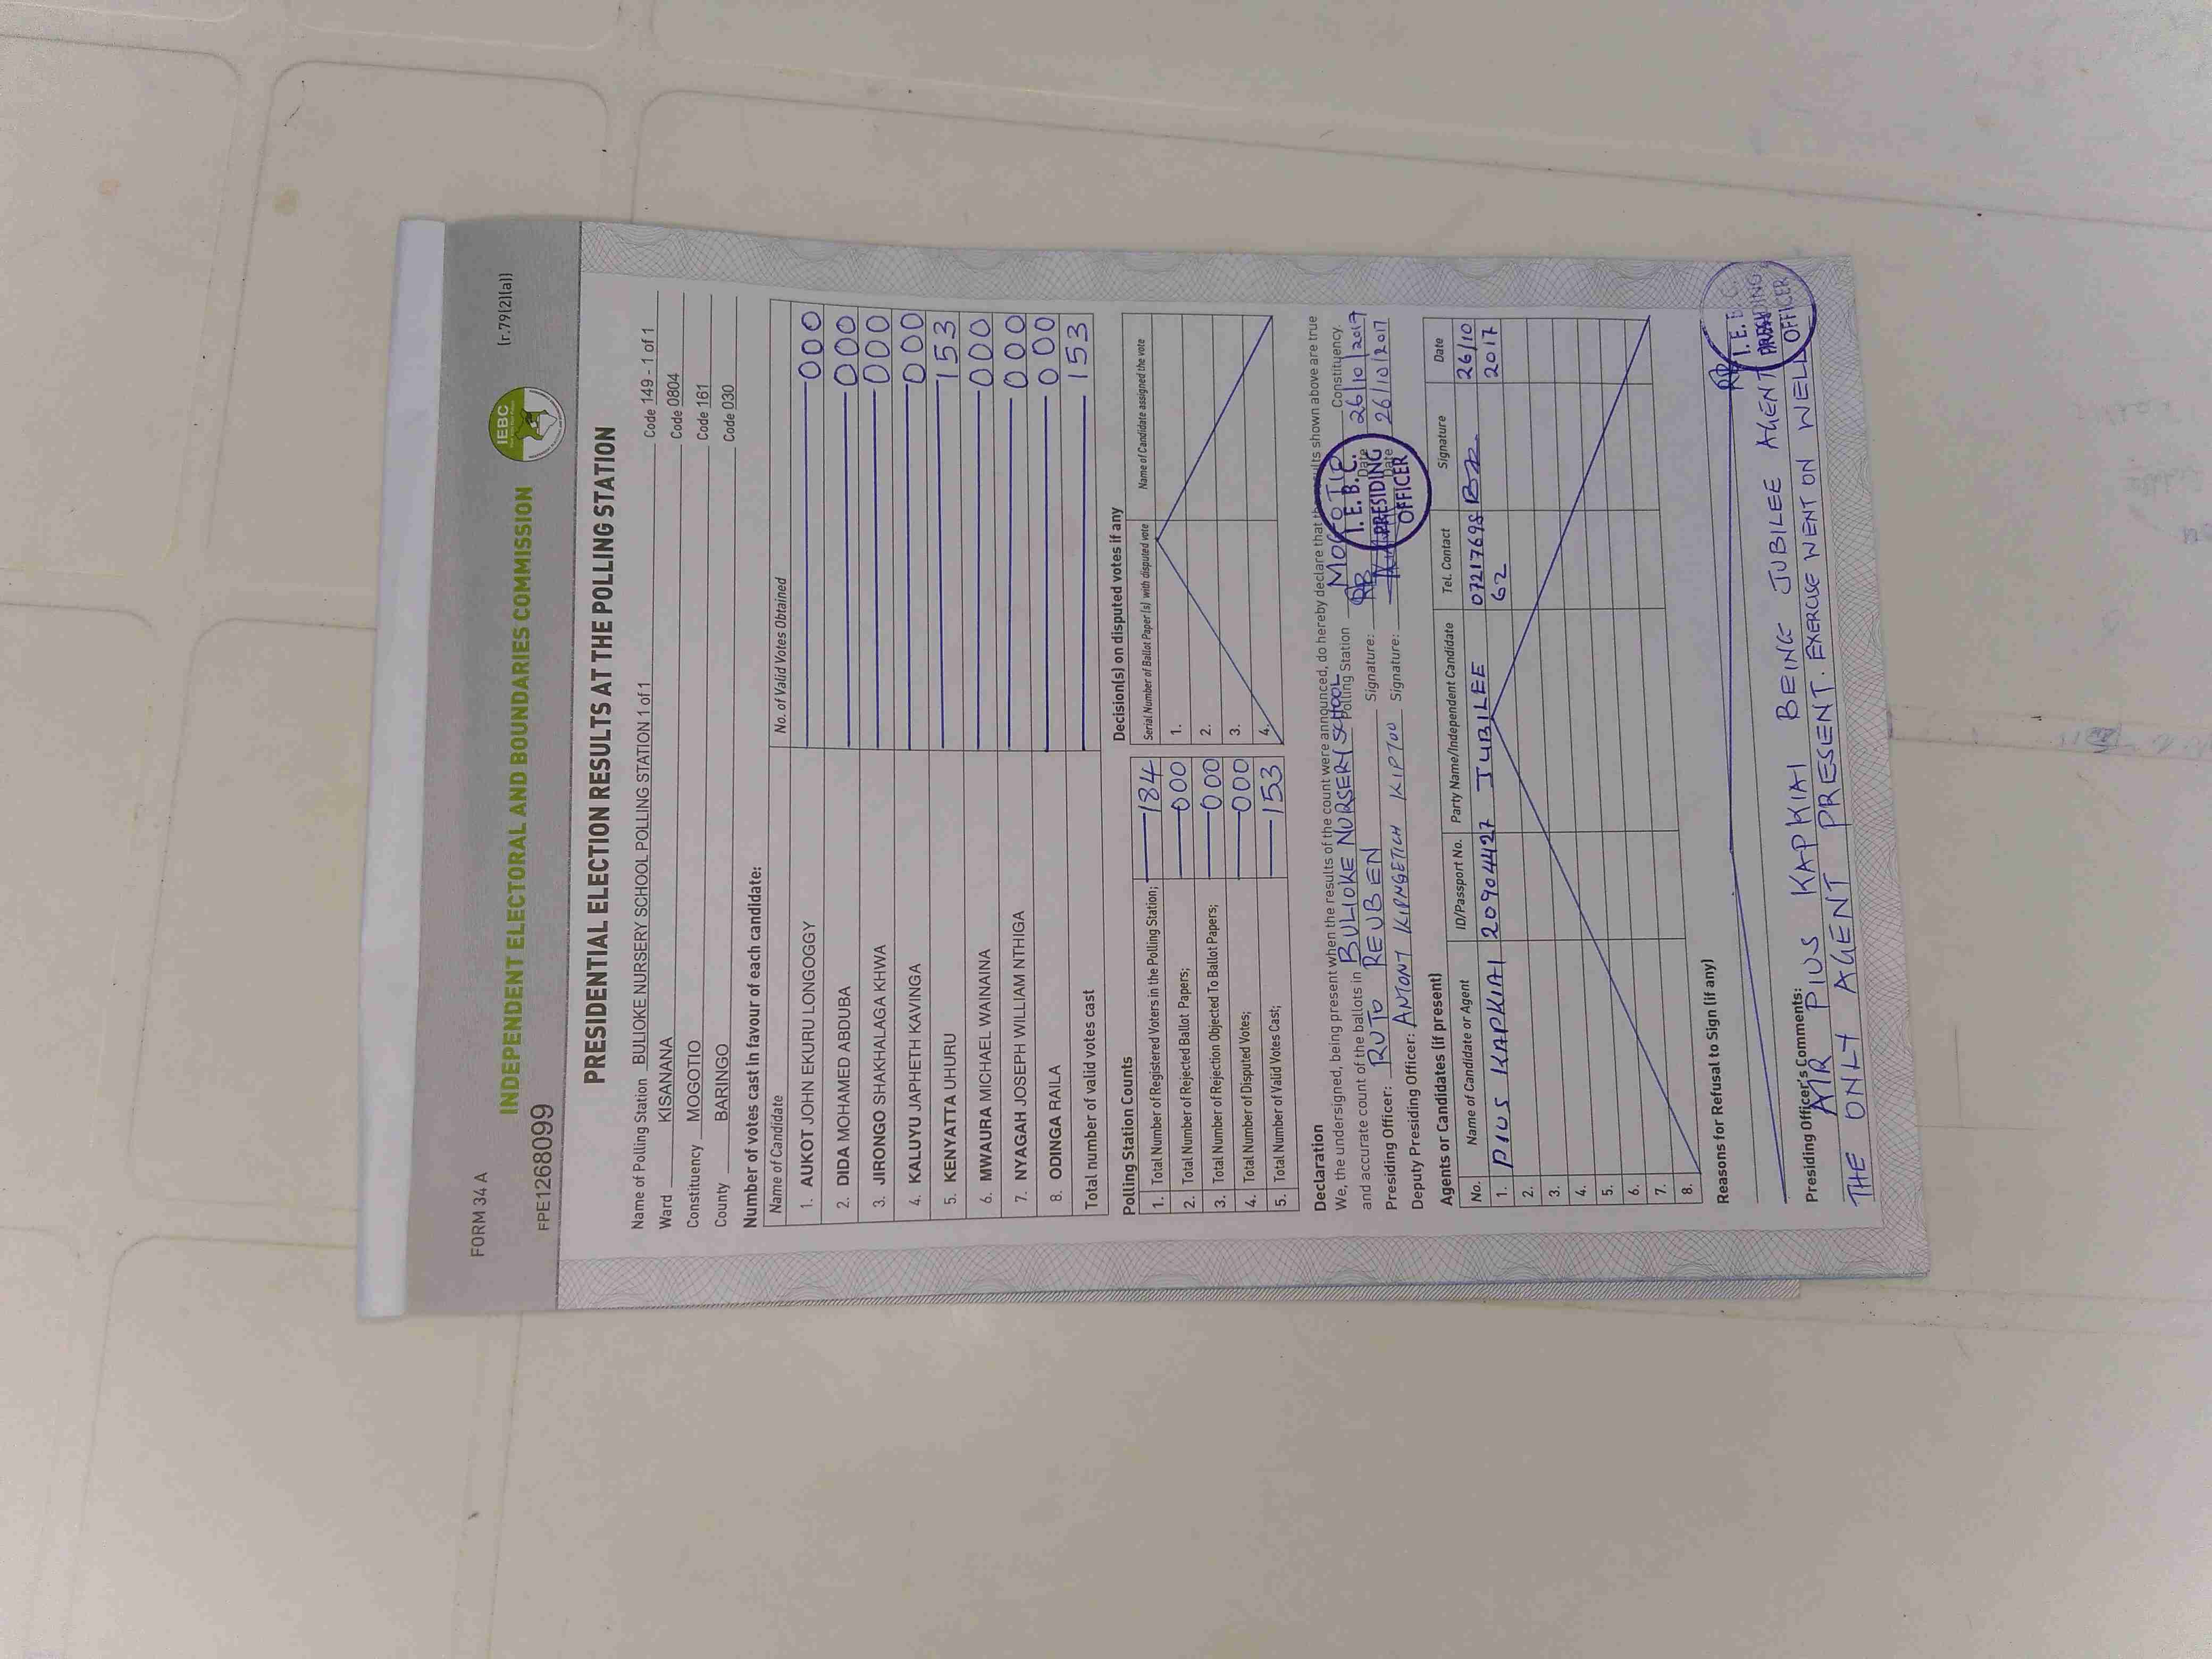 FORM 34 A
(r.79(2)(a))
IEBC
INDEPENDENT ELECTORAL AND BOUNDARIES COMMISSION
FPE1268099
PRESIDENTIAL ELECTION RESULTS AT THE POLLING STATION
Name of Polling Station BULIOKE NURSERY SCHOOL POLLING STATION 1 of 1 Code 149 - 1 of 1
Ward KISANANA Code 0804
Constituency MOGOTIO Code 161
County BARINGO Code 030
Number of votes cast in favour of each candidate:
Name of Candidate No. of Valid Votes Obtained
1. AUKOT JOHN EKURU LONGOGGY 000
2. DIDA MOHAMED ABDUBA 000
3. JIRONGO SHAKHALAGA KHWA 000
4. KALUYU JAPHETH KAVINGA 000
5. KENYATTA UHURU 153
6. MWAURA MICHAEL WAINAINA 000
7. NYAGAH JOSEPH WILLIAM NTHIGA 000
8. ODINGA RAILA 000
Total number of valid votes cast 153
Polling Station Counts
1. Total Number of Registered Voters in the Polling Station; 184
2. Total Number of Rejected Ballot Papers; 000
3. Total Number of Rejection Objected To Ballot Papers; 000
4. Total Number of Disputed Votes; 000
5. Total Number of Valid Votes Cast; 153
Decision(s) on disputed votes if any
Serial Number of Ballot Paper(s) with disputed vote Name of Candidate assigned the vote
1.
2.
3.
4.
Declaration
We, the undersigned, being present when the results of the count were announced, do hereby declare that the results shown above are true
and accurate count of the ballots in BULIOKE NURSERY SCHOOL Polling Station MOGOTIO Constituency.
Presiding Officer: RUTO REUBEN Signature: Date 26/10/2017
Deputy Presiding Officer: ANTONY KIPNGETICH KIPTOO Signature: Date 26/10/2017
I.E.B.C.
PRESIDING
OFFICER
Agents or Candidates (if present)
No. Name of Candidate or Agent ID/Passport No. Party Name/Independent Candidate Tel. Contact Signature Date
1. PIUS KAPKIAI 20904427 JUBILEE 0721769862 26/10 2017
2.
3.
4.
5.
6.
7.
8.
Reasons for Refusal to Sign (if any)
I.E.B.C.
PRESIDING
OFFICER
Presiding Officer's Comments:
MR PIUS KAPKIAI BEING JUBILEE AGENT
THE ONLY AGENT PRESENT. EXERCISE WENT ON WELL